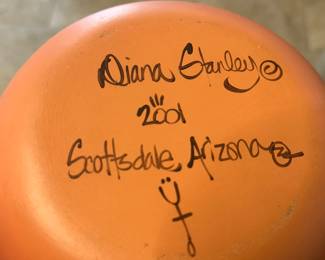 Diana Stanley ©
2001
Scottsdale, Arizona